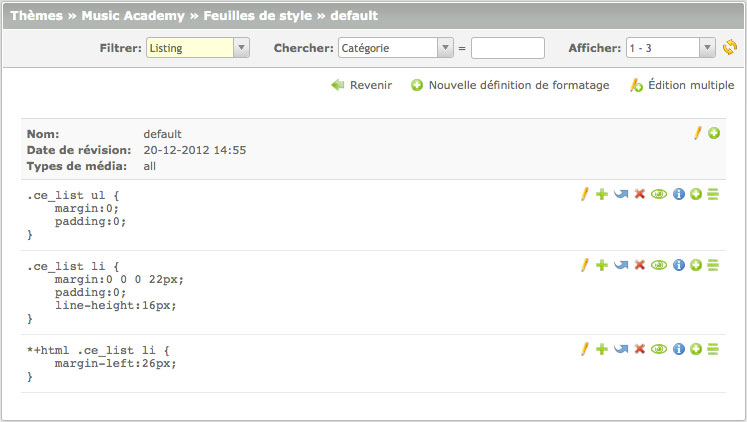 Thèmes » Music Academy » Feuilles de style » default
Filtrer: Listing Chercher: Catégorie = Afficher: 1 - 3
Revenir Nouvelle définition de formatage Édition multiple
Nom: default
Date de révision: 20-12-2012 14:55
Types de média: all
.ce_list ul {
margin:0;
padding:0;
}
.ce_list li {
margin:0 0 0 22px;
padding:0;
line-height:16px;
}
*+html .ce_list li {
margin-left:26px;
}